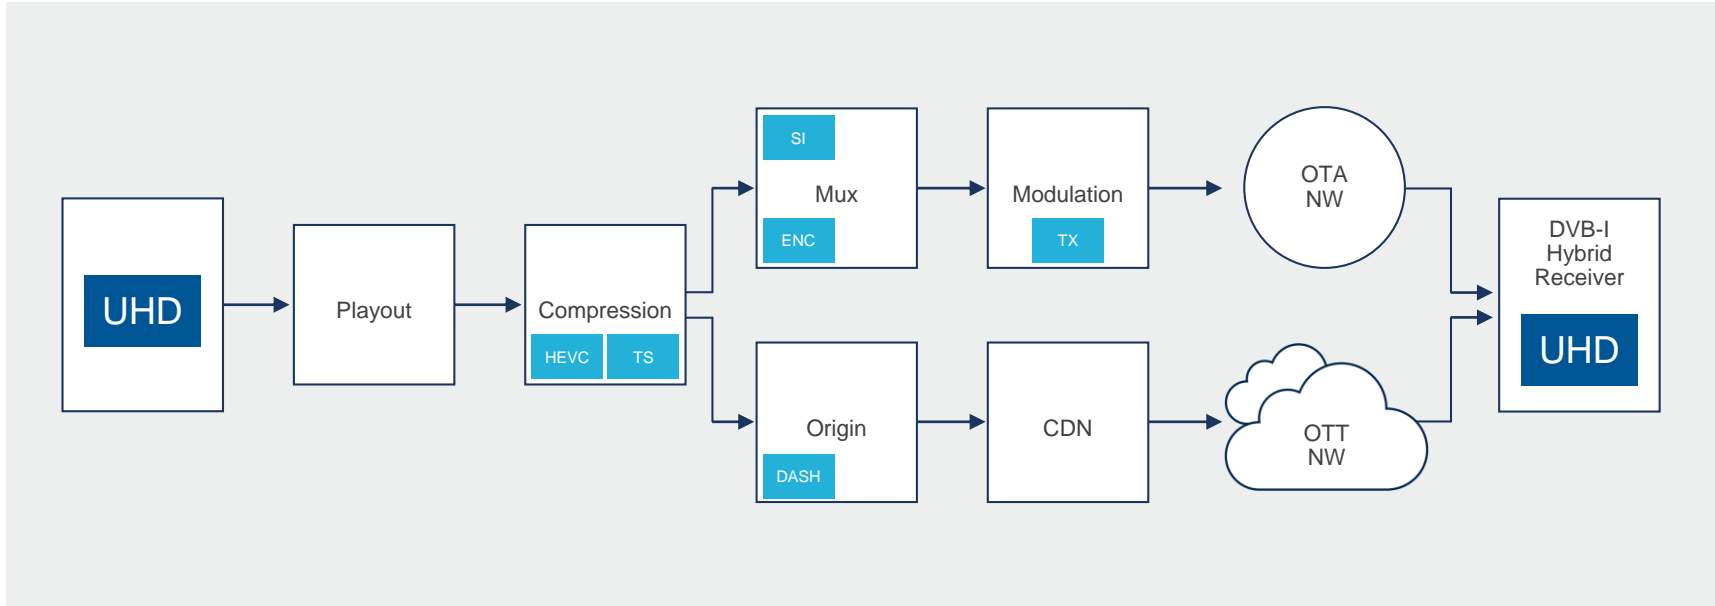 UHD
Playout
Compression
HEVC
TS
SI
Mux
ENC
Modulation
TX
OTA
NW
Origin
DASH
CDN
OTT
NW
DVB-I
Hybrid
Receiver
UHD